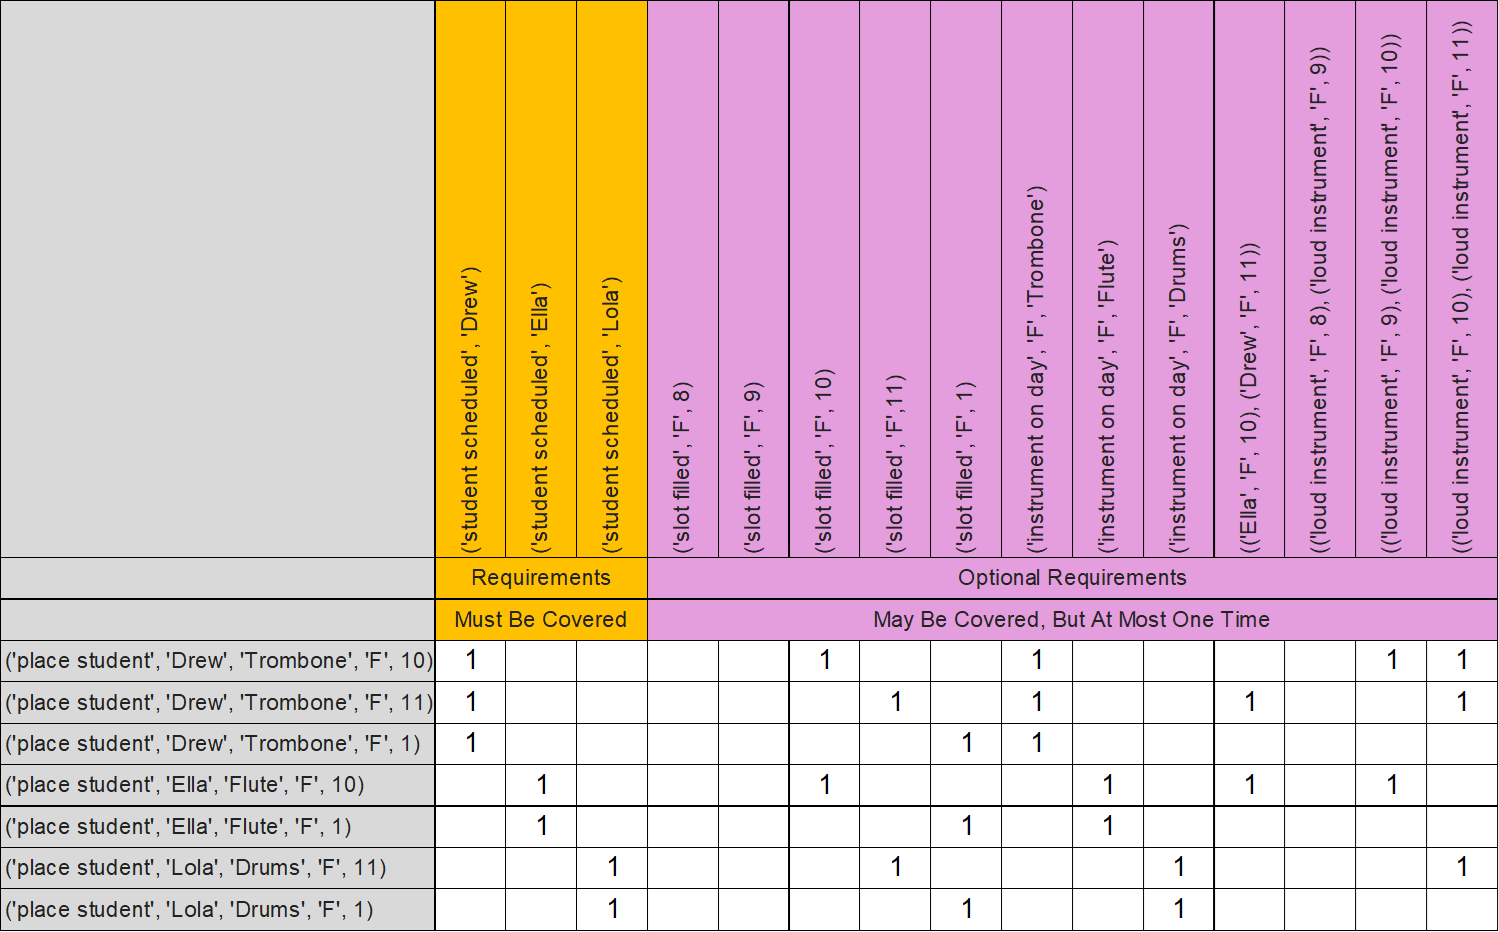 ('student scheduled', 'Drew')
('student scheduled', 'Ella')
('student scheduled', 'Lola')
('slot filled', 'F', 8)
('slot filled', 'F', 9)
('slot filled', 'F', 10)
('slot filled', 'F',11)
('slot filled', 'F', 1)
('instrument on day', 'F', 'Trombone')
('instrument on day', 'F', 'Flute')
('instrument on day', 'F', 'Drums')
(('Ella', 'F', 10), ('Drew', 'F', 11))
(('loud instrument', 'F', 8), ('loud instrument', 'F', 9))
(('loud instrument', 'F', 9), ('loud instrument', 'F', 10))
(('loud instrument', 'F', 10), ('loud instrument', 'F', 11))
Requirements Optional Requirements
Must Be Covered May Be Covered, But At Most One Time
('place student', 'Drew', 'Trombone', 'F', 10) 1 1 1 1 1
('place student', 'Drew', 'Trombone', 'F', 11) 1 1 1 1 1
('place student', 'Drew', 'Trombone', 'F', 1) 1 1 1
('place student', 'Ella', 'Flute', 'F', 10) 1 1 1 1 1
('place student', 'Ella', 'Flute', 'F', 1) 1 1 1
('place student', 'Lola', 'Drums', 'F', 11) 1 1 1 1
('place student', 'Lola', 'Drums', 'F', 1) 1 1 1